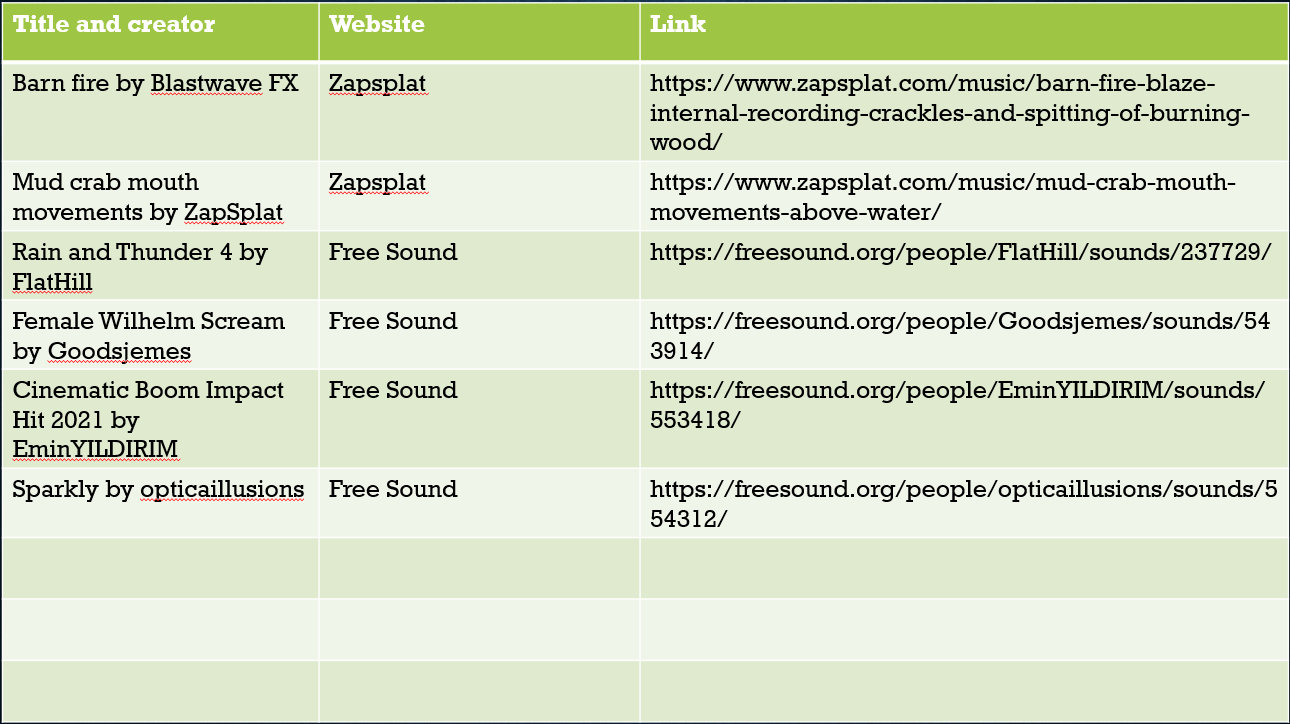 Title and creator
Website
Link
Barn fire by Blastwave FX
Zapsplat
https://www.zapsplat.com/music/barn-fire-blaze-
internal-recording-crackles-and-spitting-of-burning-
wood/
Mud crab mouth
movements by ZapSplat
Zapsplat
https://www.zapsplat.com/music/mud-crab-mouth-
movements-above-water/
Rain and Thunder 4 by
FlatHill
Free Sound
https://freesound.org/people/FlatHill/sounds/237729/
Female Wilhelm Scream
by Goodsjemes
Free Sound
https://freesound.org/people/Goodsjemes/sounds/54
3914/
Cinematic Boom Impact
Hit 2021 by
EminYILDIRIM
Free Sound
https://freesound.org/people/EminYILDIRIM/sounds/
553418/
Sparkly by opticaillusions
Free Sound
https://freesound.org/people/opticaillusions/sounds/5
54312/